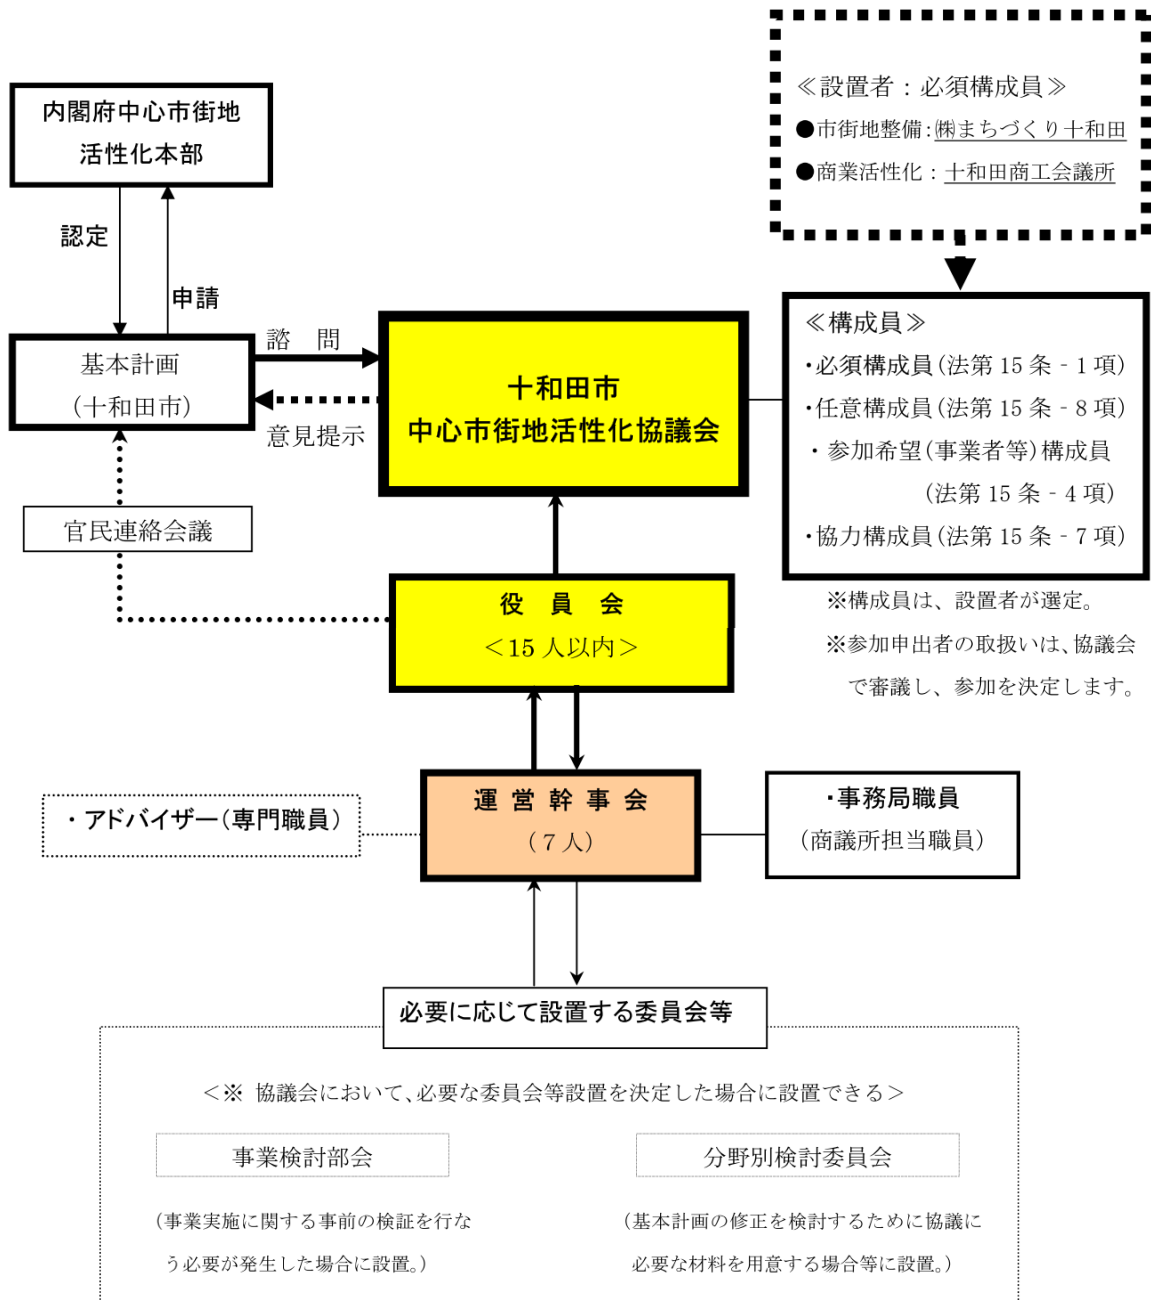 ≪設置者：必須構成員≫
●市街地整備：㈱まちづくり十和田
●商業活性化：十和田商工会議所
内閣府中心市街地
活性化本部
認定
申請
基本計画
（十和田市）
諮　問
意見提示
十和田市
中心市街地活性化協議会
≪構成員≫
・必須構成員（法第 15 条‐1 項）
・任意構成員（法第 15 条‐8 項）
・参加希望（事業者等）構成員
（法第 15 条‐4 項）
・協力構成員（法第 15 条‐7 項）
※構成員は、設置者が選定。
※参加申出者の取扱いは、協議会
で審議し、参加を決定します。
官民連絡会議
役　員　会
＜15 人以内＞
運 営 幹 事 会
（7 人）
・アドバイザー（専門職員）
・事務局職員
（商議所担当職員）
必要に応じて設置する委員会等
＜※ 協議会において、必要な委員会等設置を決定した場合に設置できる＞
事業検討部会
（事業実施に関する事前の検証を行な
う必要が発生した場合に設置。）
分野別検討委員会
（基本計画の修正を検討するために協議に
必要な材料を用意する場合等に設置。）